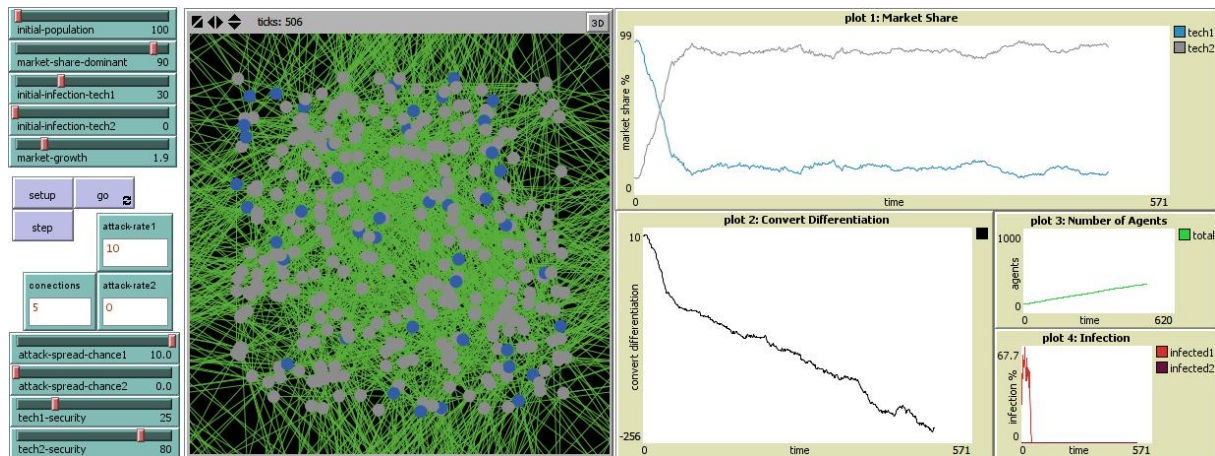 initial-population 100
market-share-dominant 90
initial-infection-tech1 30
initial-infection-tech2 0
market-growth 1.9
setup go
step
attack-rate1
10
conections
5
attack-rate2
0
attack-spread-chance1 10.0
attack-spread-chance2 0.0
tech1-security 25
tech2-security 80
ticks: 506
3D
plot 1: Market Share
99
market share %
0
0 time 571
tech1
tech2
plot 2: Convert Differentiation
10
convert differentiation
-256
0 time 571
plot 3: Number of Agents
1000
agents
0
0 time 620
total
plot 4: Infection
67.7
infection %
0
0 time 571
infected1
infected2